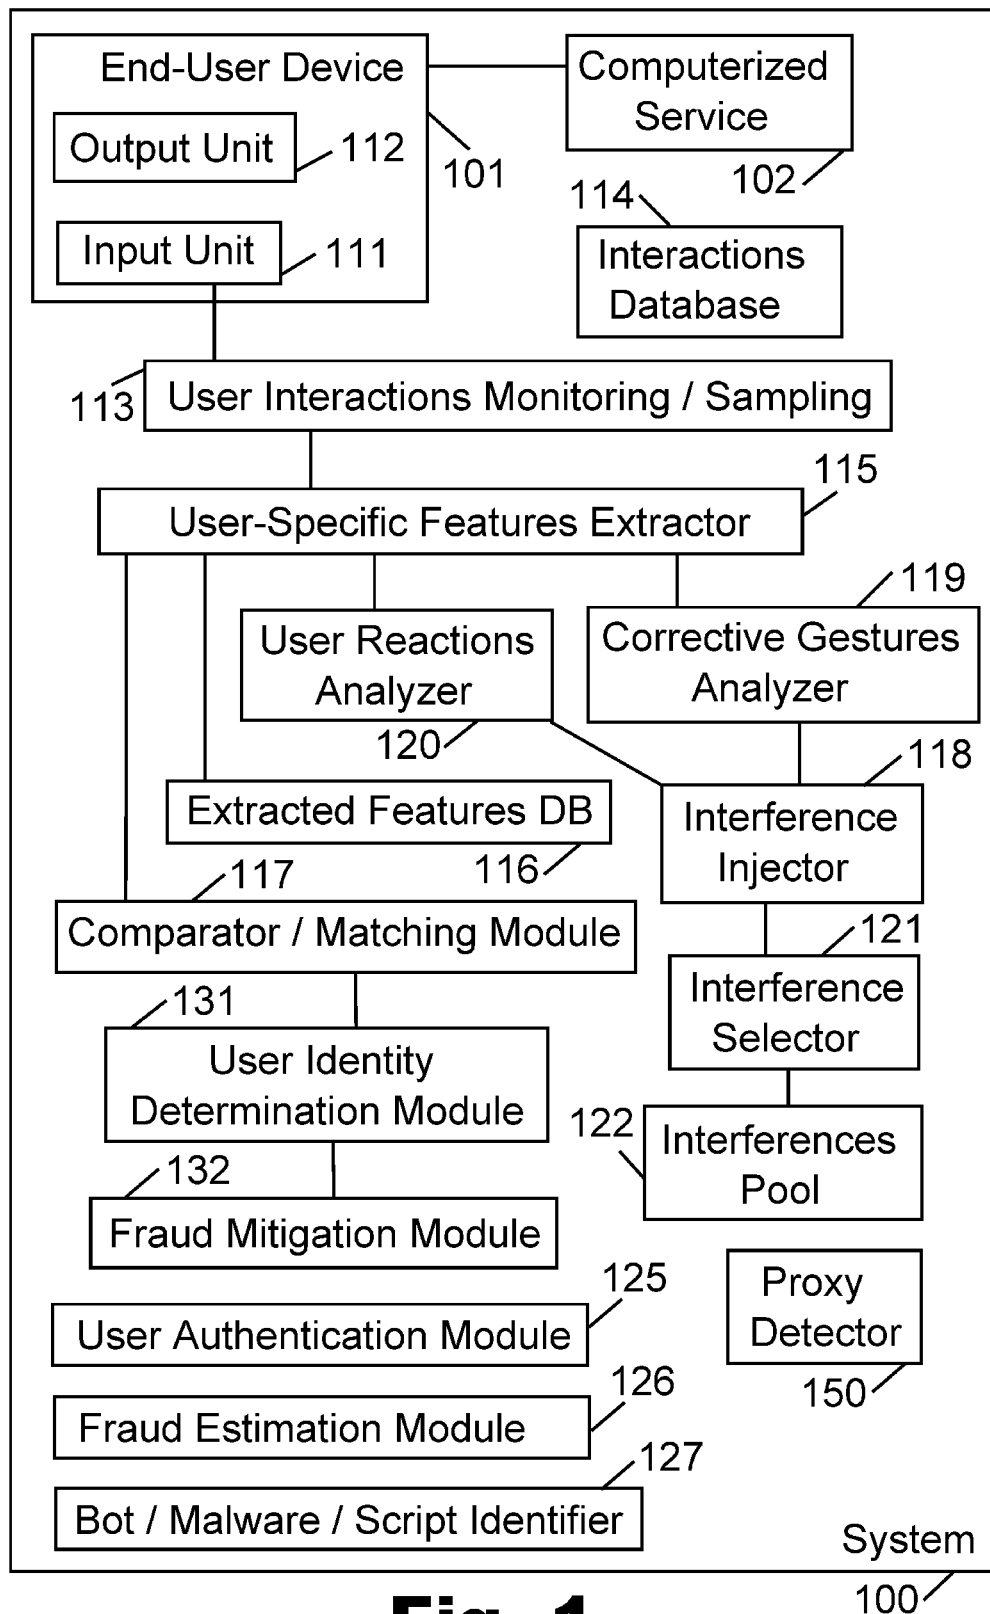 End-User Device
Computerized
Service
Output Unit
112
101
102
114
Input Unit
111
Interactions
Database
113
User Interactions Monitoring / Sampling
115
User-Specific Features Extractor
119
User Reactions
Analyzer
Corrective Gestures
Analyzer
120
118
Extracted Features DB
Interference
Injector
117
116
Comparator / Matching Module
121
131
Interference
Selector
User Identity
Determination Module
122
Interferences
Pool
132
Fraud Mitigation Module
125
Proxy
Detector
User Authentication Module
126
150
Fraud Estimation Module
127
Bot / Malware / Script Identifier
System
100
Fig. 1